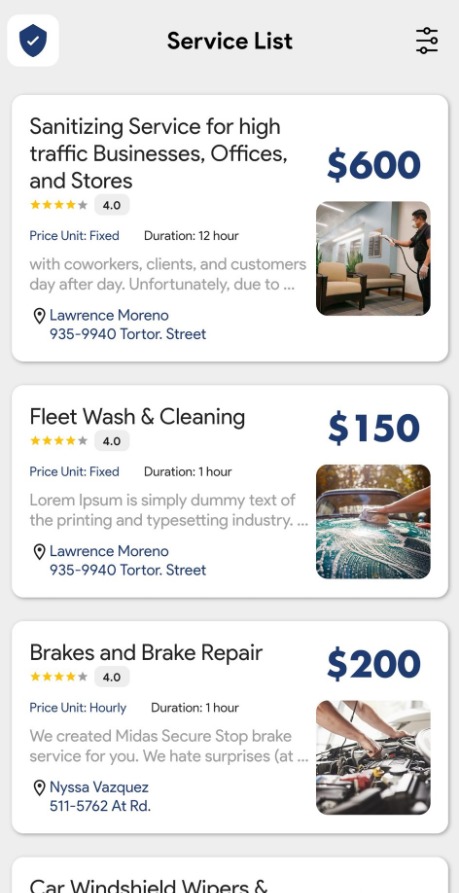 Service List
Sanitizing Service for high
traffic Businesses, Offices,
and Stores
$600
4.0
Price Unit: Fixed Duration: 12 hour
with coworkers, clients, and customers
day after day. Unfortunately, due to ...
Lawrence Moreno
935-9940 Tortor. Street
Fleet Wash & Cleaning
$150
4.0
Price Unit: Fixed Duration: 1 hour
Lorem Ipsum is simply dummy text of
the printing and typesetting industry. ...
Lawrence Moreno
935-9940 Tortor. Street
Brakes and Brake Repair
$200
4.0
Price Unit: Hourly Duration: 1 hour
We created Midas Secure Stop brake
service for you. We hate surprises (at ...
Nyssa Vazquez
511-5762 At Rd.
Car Windshield Wipers &